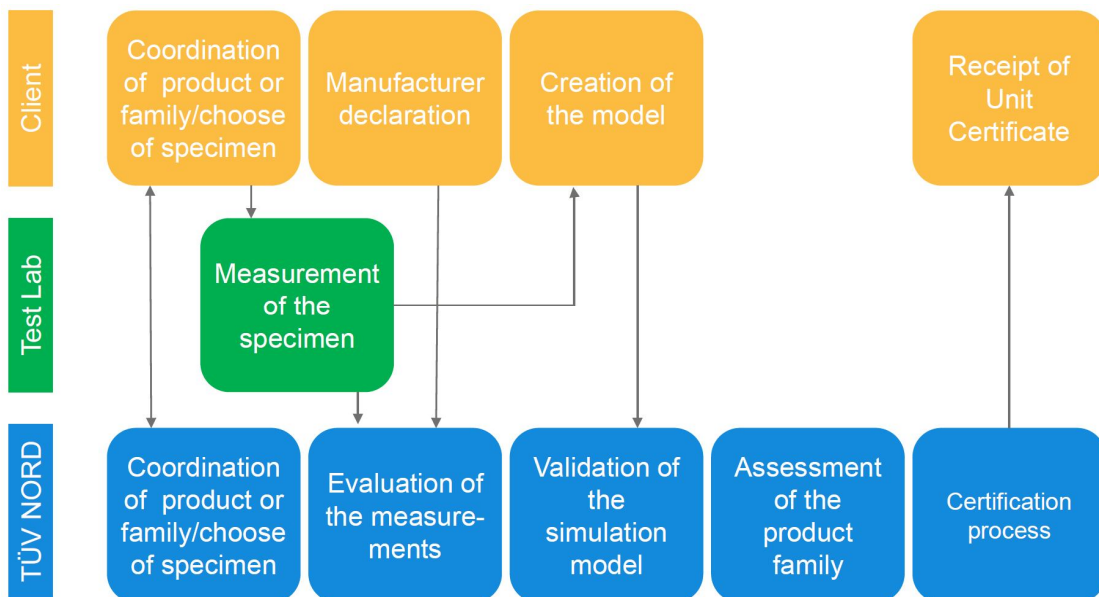 Client
Coordination
of product or
family/choose
of specimen
Manufacturer
declaration
Creation of
the model
Receipt of
Unit
Certificate
Test Lab
Measurement
of the
specimen
TÜV NORD
Coordination
of product or
family/choose
of specimen
Evaluation of
the measure-
ments
Validation of
the
simulation
model
Assessment
of the
product
family
Certification
process